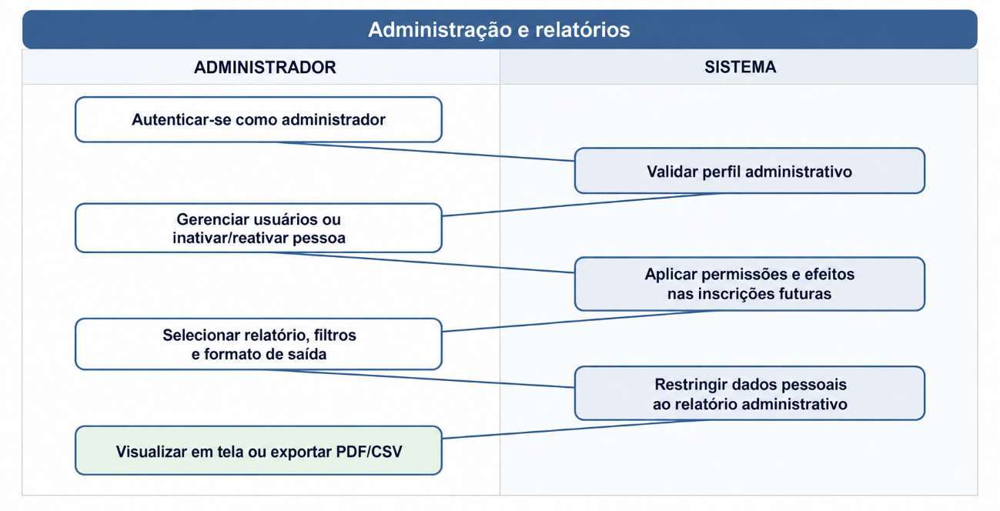 Administração e relatórios
ADMINISTRADOR
SISTEMA
Autenticar-se como administrador
Validar perfil administrativo
Gerenciar usuários ou
inativar/reativar pessoa
Aplicar permissões e efeitos
nas inscrições futuras
Selecionar relatório, filtros
e formato de saída
Restringir dados pessoais
ao relatório administrativo
Visualizar em tela ou exportar PDF/CSV